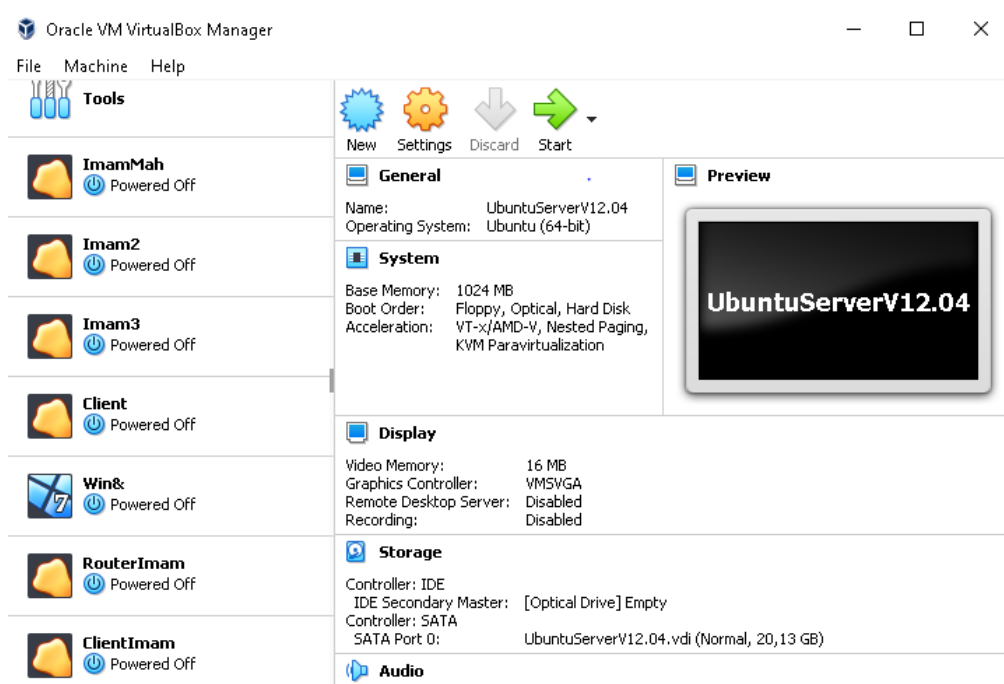 Oracle VM VirtualBox Manager
File Machine Help
Tools
ImamMah
Powered Off
Imam2
Powered Off
Imam3
Powered Off
Client
Powered Off
Win&
7
Powered Off
RouterImam
Powered Off
ClientImam
Powered Off
New Settings Discard Start
General
Name: UbuntuServerV12.04
Operating System: Ubuntu (64-bit)
System
Base Memory: 1024 MB
Boot Order: Floppy, Optical, Hard Disk
Acceleration: VT-x/AMD-V, Nested Paging,
KVM Paravirtualization
Preview
UbuntuServerV12.04
Display
Video Memory: 16 MB
Graphics Controller: VMSVGA
Remote Desktop Server: Disabled
Recording: Disabled
Storage
Controller: IDE
IDE Secondary Master: [Optical Drive] Empty
Controller: SATA
SATA Port 0: UbuntuServerV12.04.vdi (Normal, 20,13 GB)
Audio